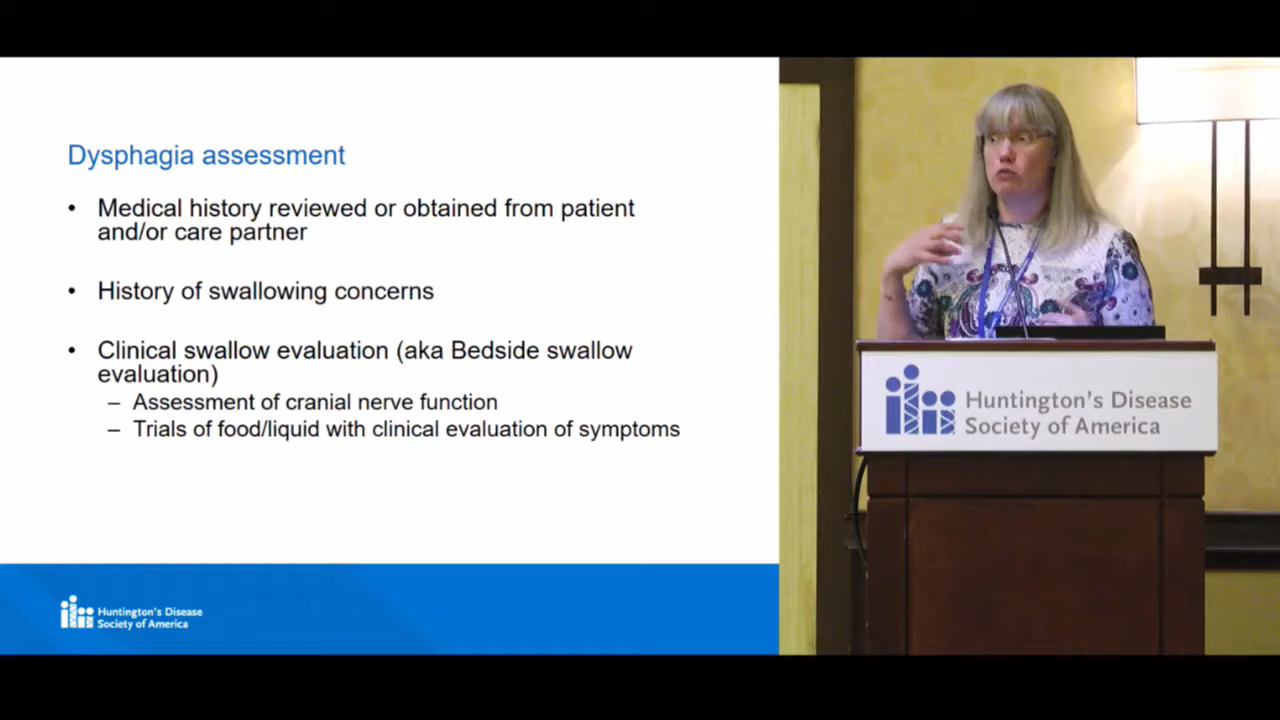 Dysphagia assessment
• Medical history reviewed or obtained from patient
and/or care partner
• History of swallowing concerns
• Clinical swallow evaluation (aka Bedside swallow
evaluation)
– Assessment of cranial nerve function
– Trials of food/liquid with clinical evaluation of symptoms
Huntington's Disease
Society of America
Huntington's Disease
Society of America